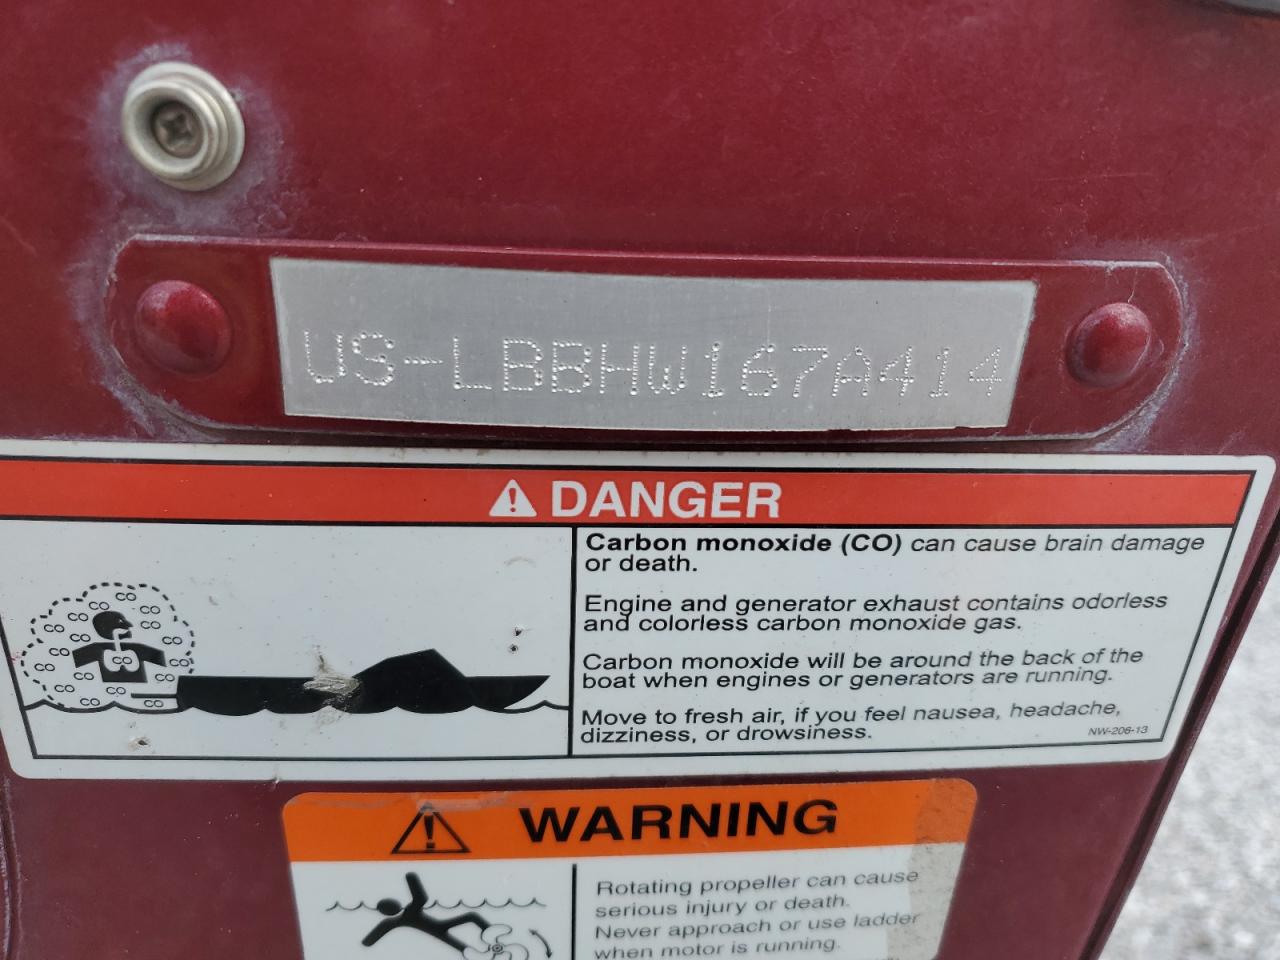 US-LBBHW167A414
DANGER
Carbon monoxide (CO) can cause brain damage
or death.
Engine and generator exhaust contains odorless
and colorless carbon monoxide gas.
Carbon monoxide will be around the back of the
boat when engines or generators are running.
Move to fresh air, if you feel nausea, headache,
dizziness, or drowsiness.
NW-206-13
WARNING
Rotating propeller can cause
serious injury or death.
Never approach or use ladder
when motor is running.